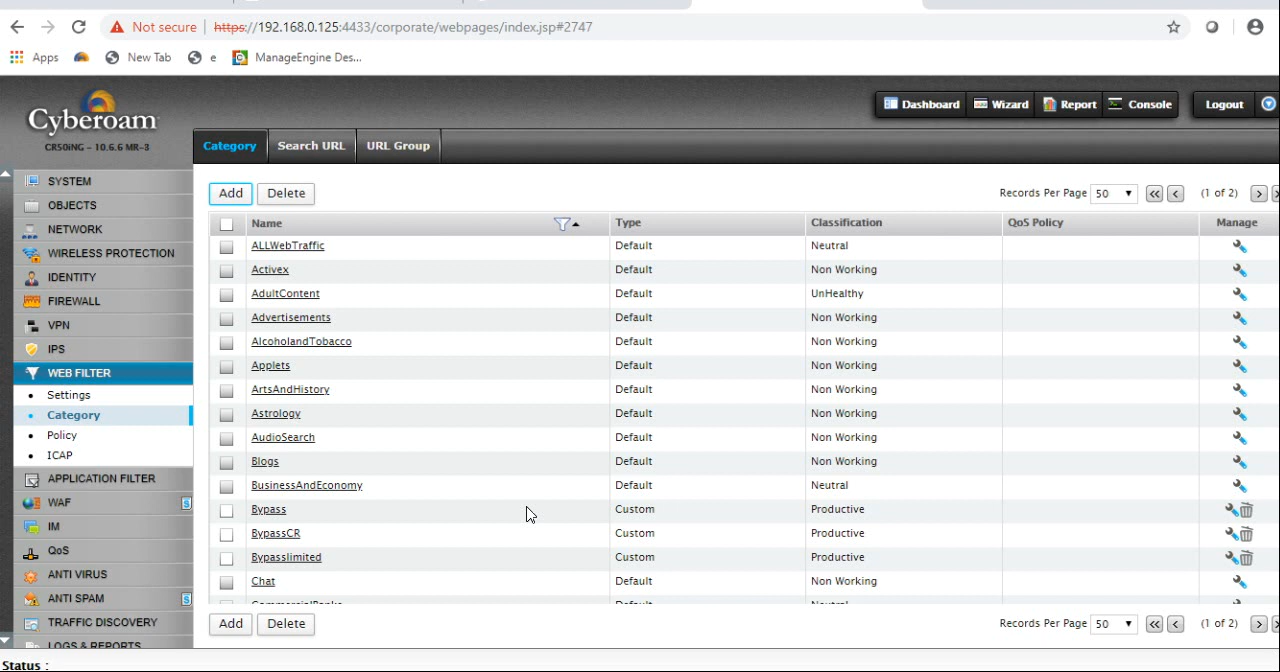 Not secure | https://192.168.0.125:4433/corporate/webpages/index.jsp#2747
Apps New Tab e ManageEngine Des...
Cyberoam
CR50iNG - 10.6.6 MR-3
Dashboard Wizard Report Console Logout
Category Search URL URL Group
SYSTEM
OBJECTS
NETWORK
WIRELESS PROTECTION
IDENTITY
FIREWALL
VPN
IPS
WEB FILTER
Settings
Category
Policy
ICAP
APPLICATION FILTER
WAF S
IM
QoS
ANTI VIRUS
ANTI SPAM S
TRAFFIC DISCOVERY
LOGS & REPORTS
Add Delete Records Per Page 50 (1 of 2)
Name Type Classification QoS Policy Manage
ALLWebTraffic Default Neutral
Activex Default Non Working
AdultContent Default UnHealthy
Advertisements Default Non Working
AlcoholandTobacco Default Non Working
Applets Default Non Working
ArtsAndHistory Default Non Working
Astrology Default Non Working
AudioSearch Default Non Working
Blogs Default Non Working
BusinessAndEconomy Default Neutral
Bypass Custom Productive
BypassCR Custom Productive
Bypasslimited Custom Productive
Chat Default Non Working
CommercialBanks Default Neutral
Add Delete Records Per Page 50 (1 of 2)
Status :